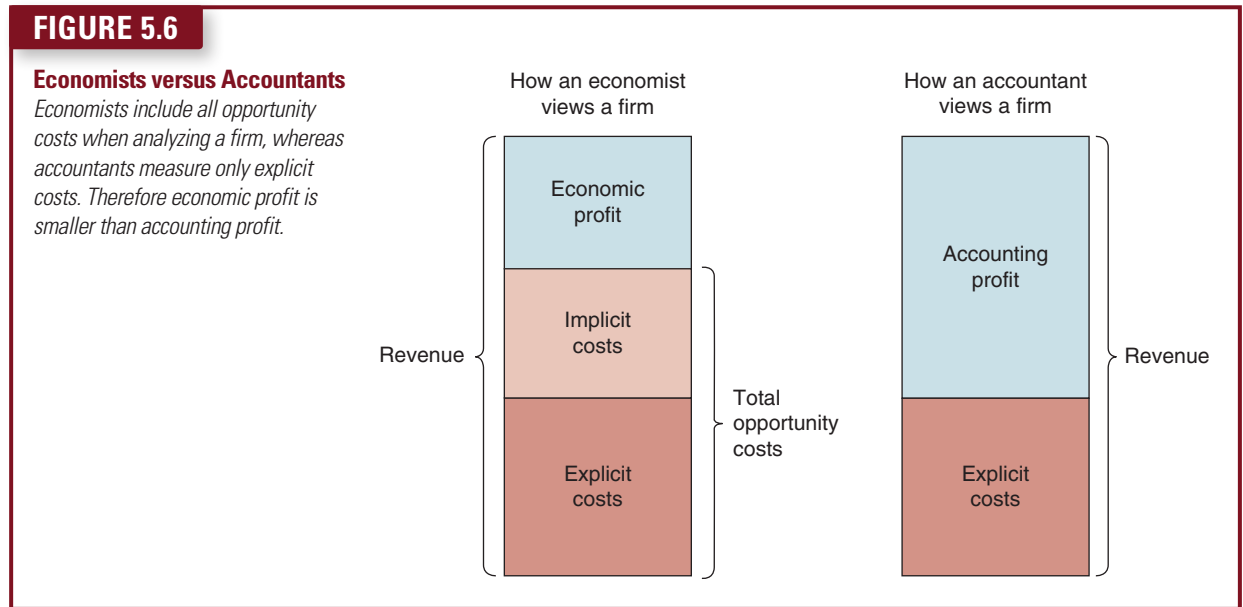 FIGURE 5.6
Economists versus Accountants
Economists include all opportunity
costs when analyzing a firm, whereas
accountants measure only explicit
costs. Therefore economic profit is
smaller than accounting profit.
How an economist
views a firm
Revenue
Economic
profit
Implicit
costs
Explicit
costs
Total
opportunity
costs
How an accountant
views a firm
Accounting
profit
Explicit
costs
Revenue